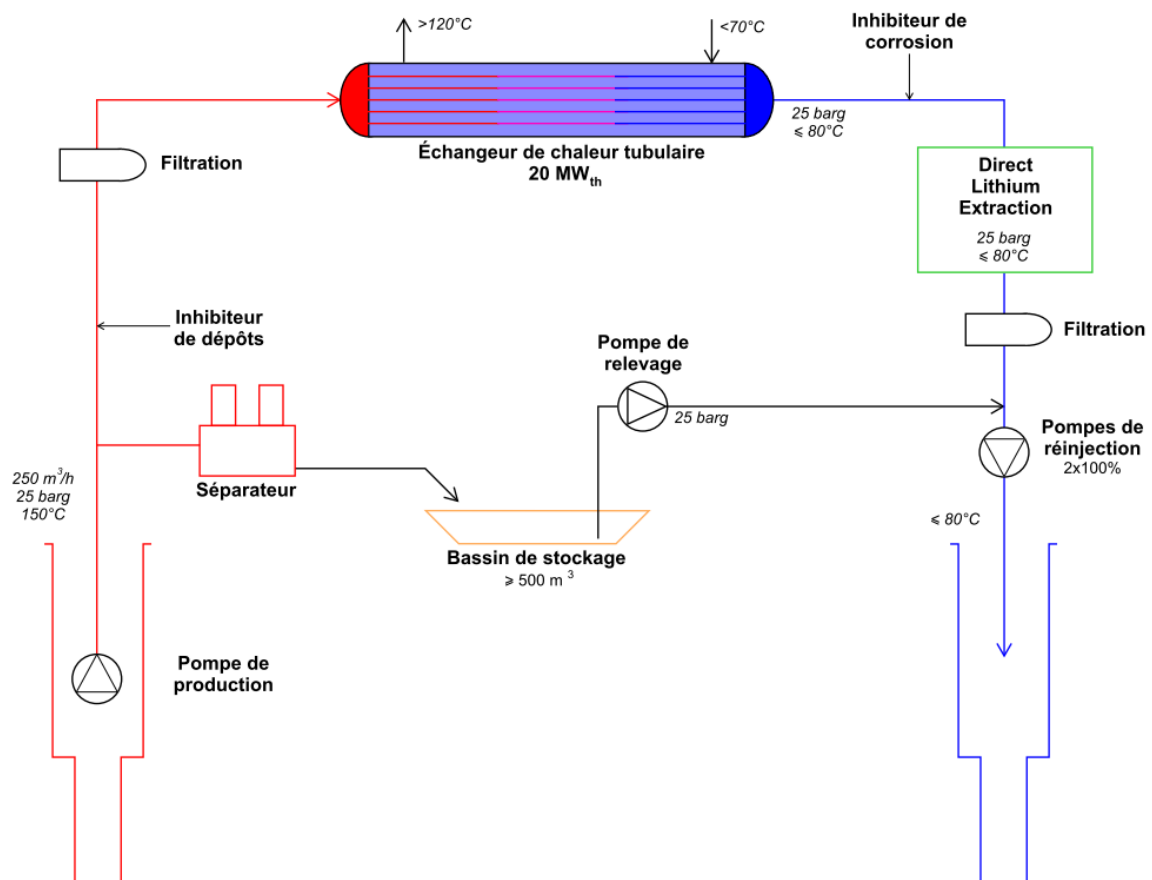 >120°C
<70°C
Inhibiteur de
corrosion
25 barg
⩽ 80°C
Échangeur de chaleur tubulaire
20 MWth
Filtration
Direct
Lithium
Extraction
25 barg
⩽ 80°C
Inhibiteur
de dépôts
Filtration
Pompe de
relevage
25 barg
Pompes de
réinjection
2x100%
250 m³/h
25 barg
150°C
Séparateur
⩽ 80°C
Bassin de stockage
⩾ 500 m ³
Pompe de
production